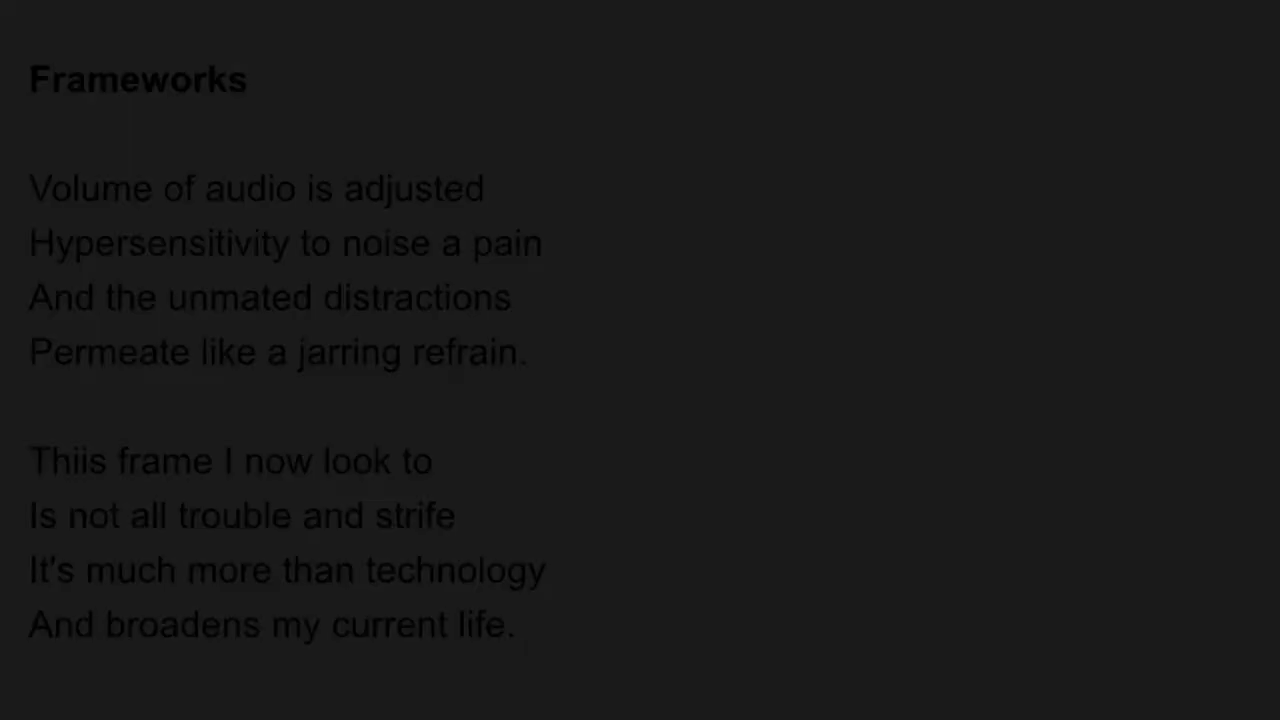 Frameworks
Volume of audio is adjusted
Hypersensitivity to noise a pain
And the unmated distractions
Permeate like a jarring refrain.
Thiis frame I now look to
Is not all trouble and strife
It's much more than technology
And broadens my current life.